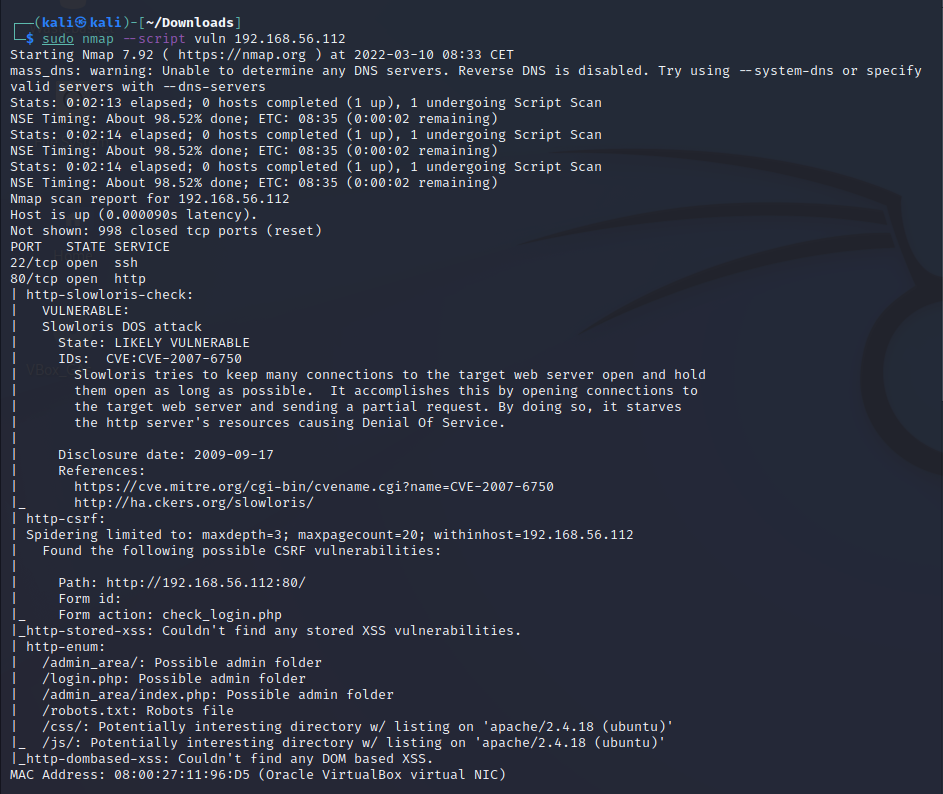 ┌──(kali㉿kali)-[~/Downloads]
└─$ sudo nmap --script vuln 192.168.56.112
Starting Nmap 7.92 ( https://nmap.org ) at 2022-03-10 08:33 CET
mass_dns: warning: Unable to determine any DNS servers. Reverse DNS is disabled. Try using --system-dns or specify
valid servers with --dns-servers
Stats: 0:02:13 elapsed; 0 hosts completed (1 up), 1 undergoing Script Scan
NSE Timing: About 98.52% done; ETC: 08:35 (0:00:02 remaining)
Stats: 0:02:14 elapsed; 0 hosts completed (1 up), 1 undergoing Script Scan
NSE Timing: About 98.52% done; ETC: 08:35 (0:00:02 remaining)
Stats: 0:02:14 elapsed; 0 hosts completed (1 up), 1 undergoing Script Scan
NSE Timing: About 98.52% done; ETC: 08:35 (0:00:02 remaining)
Nmap scan report for 192.168.56.112
Host is up (0.000090s latency).
Not shown: 998 closed tcp ports (reset)
PORT   STATE SERVICE
22/tcp open  ssh
80/tcp open  http
| http-slowloris-check:
|   VULNERABLE:
|   Slowloris DOS attack
|     State: LIKELY VULNERABLE
|     IDs:  CVE:CVE-2007-6750
|       Slowloris tries to keep many connections to the target web server open and hold
|       them open as long as possible.  It accomplishes this by opening connections to
|       the target web server and sending a partial request. By doing so, it starves
|       the http server's resources causing Denial Of Service.
|
|     Disclosure date: 2009-09-17
|     References:
|       https://cve.mitre.org/cgi-bin/cvename.cgi?name=CVE-2007-6750
|_      http://ha.ckers.org/slowloris/
| http-csrf:
| Spidering limited to: maxdepth=3; maxpagecount=20; withinhost=192.168.56.112
|   Found the following possible CSRF vulnerabilities:
|
|     Path: http://192.168.56.112:80/
|     Form id:
|_    Form action: check_login.php
|_http-stored-xss: Couldn't find any stored XSS vulnerabilities.
| http-enum:
|   /admin_area/: Possible admin folder
|   /login.php: Possible admin folder
|   /admin_area/index.php: Possible admin folder
|   /robots.txt: Robots file
|   /css/: Potentially interesting directory w/ listing on 'apache/2.4.18 (ubuntu)'
|_  /js/: Potentially interesting directory w/ listing on 'apache/2.4.18 (ubuntu)'
|_http-dombased-xss: Couldn't find any DOM based XSS.
MAC Address: 08:00:27:11:96:D5 (Oracle VirtualBox virtual NIC)